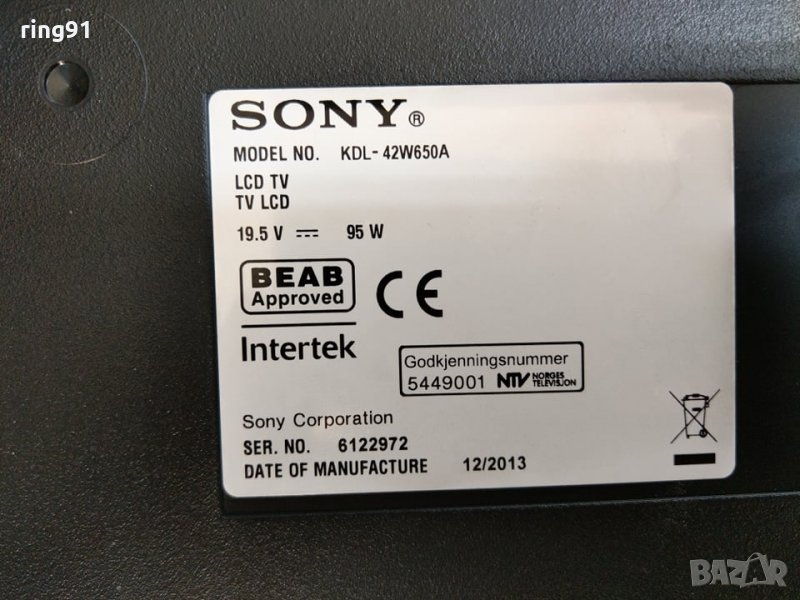 ring91
SONY®
MODEL NO. KDL-42W650A
LCD TV
TV LCD
19.5 V ⎓ 95 W
BEAB
Approved
CE
Intertek
Godkjenningsnummer
5449001 NTV NORGES TELEVISJON
Sony Corporation
SER. NO. 6122972
DATE OF MANUFACTURE 12/2013
BAZAR